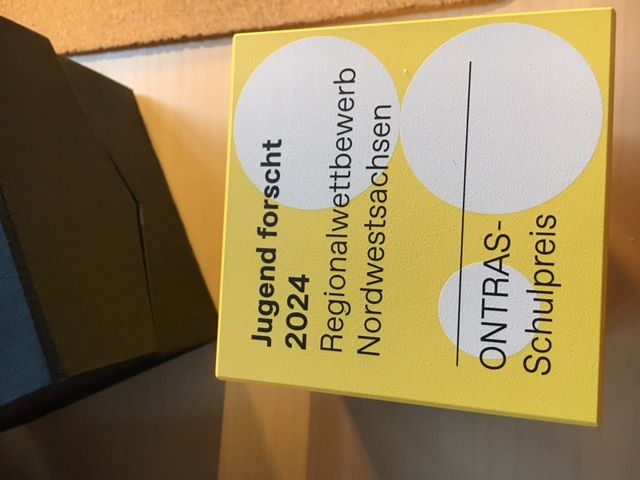 Jugend forscht
2024
Regionalwettbewerb
Nordwestsachsen
ONTRAS-
Schulpreis